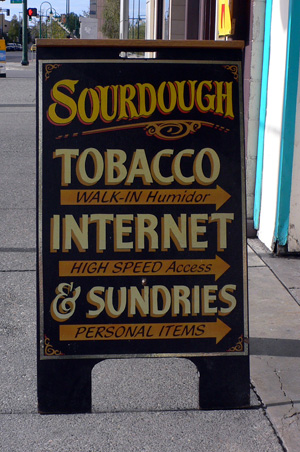 SOURDOUGH
TOBACCO
WALK-IN Humidor
INTERNET
HIGH SPEED Access
& SUNDRIES
PERSONAL ITEMS